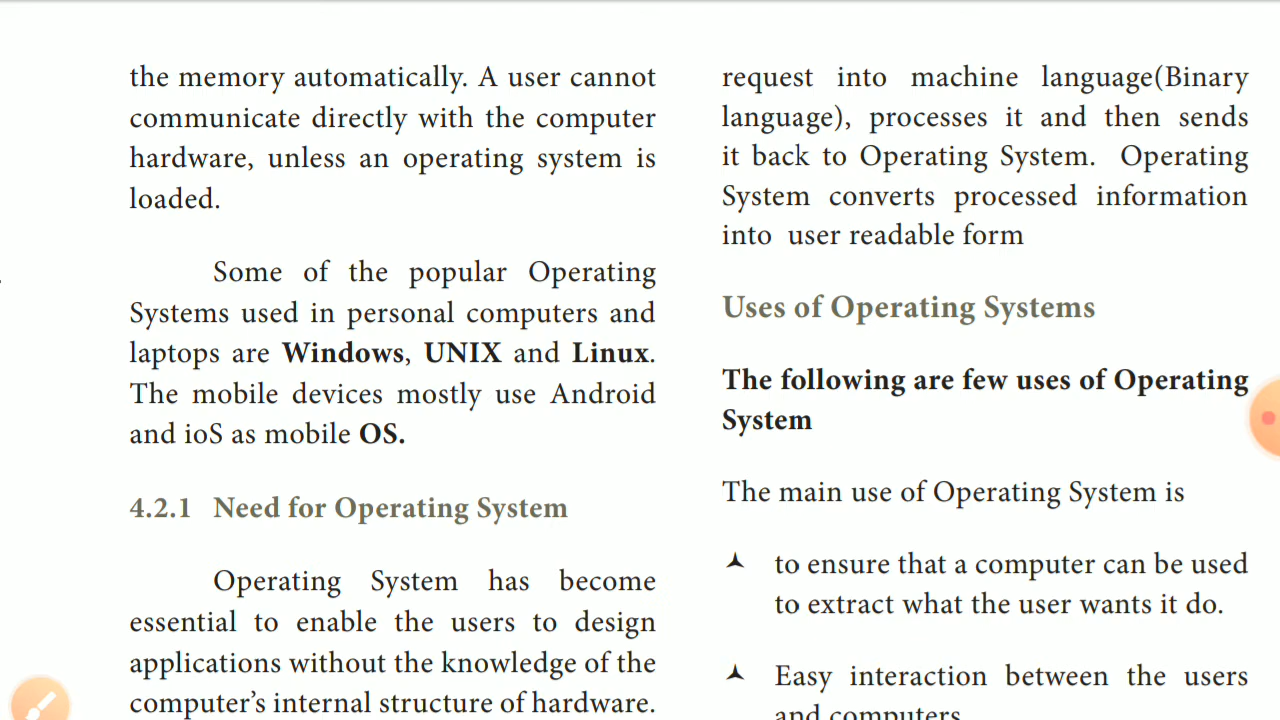 the memory automatically. A user cannot
communicate directly with the computer
hardware, unless an operating system is
loaded.
Some of the popular Operating
Systems used in personal computers and
laptops are Windows, UNIX and Linux.
The mobile devices mostly use Android
and ioS as mobile OS.
4.2.1 Need for Operating System
Operating System has become
essential to enable the users to design
applications without the knowledge of the
computer’s internal structure of hardware.
request into machine language(Binary
language), processes it and then sends
it back to Operating System. Operating
System converts processed information
into user readable form
Uses of Operating Systems
The following are few uses of Operating
System
The main use of Operating System is
to ensure that a computer can be used
to extract what the user wants it do.
Easy interaction between the users
and computers